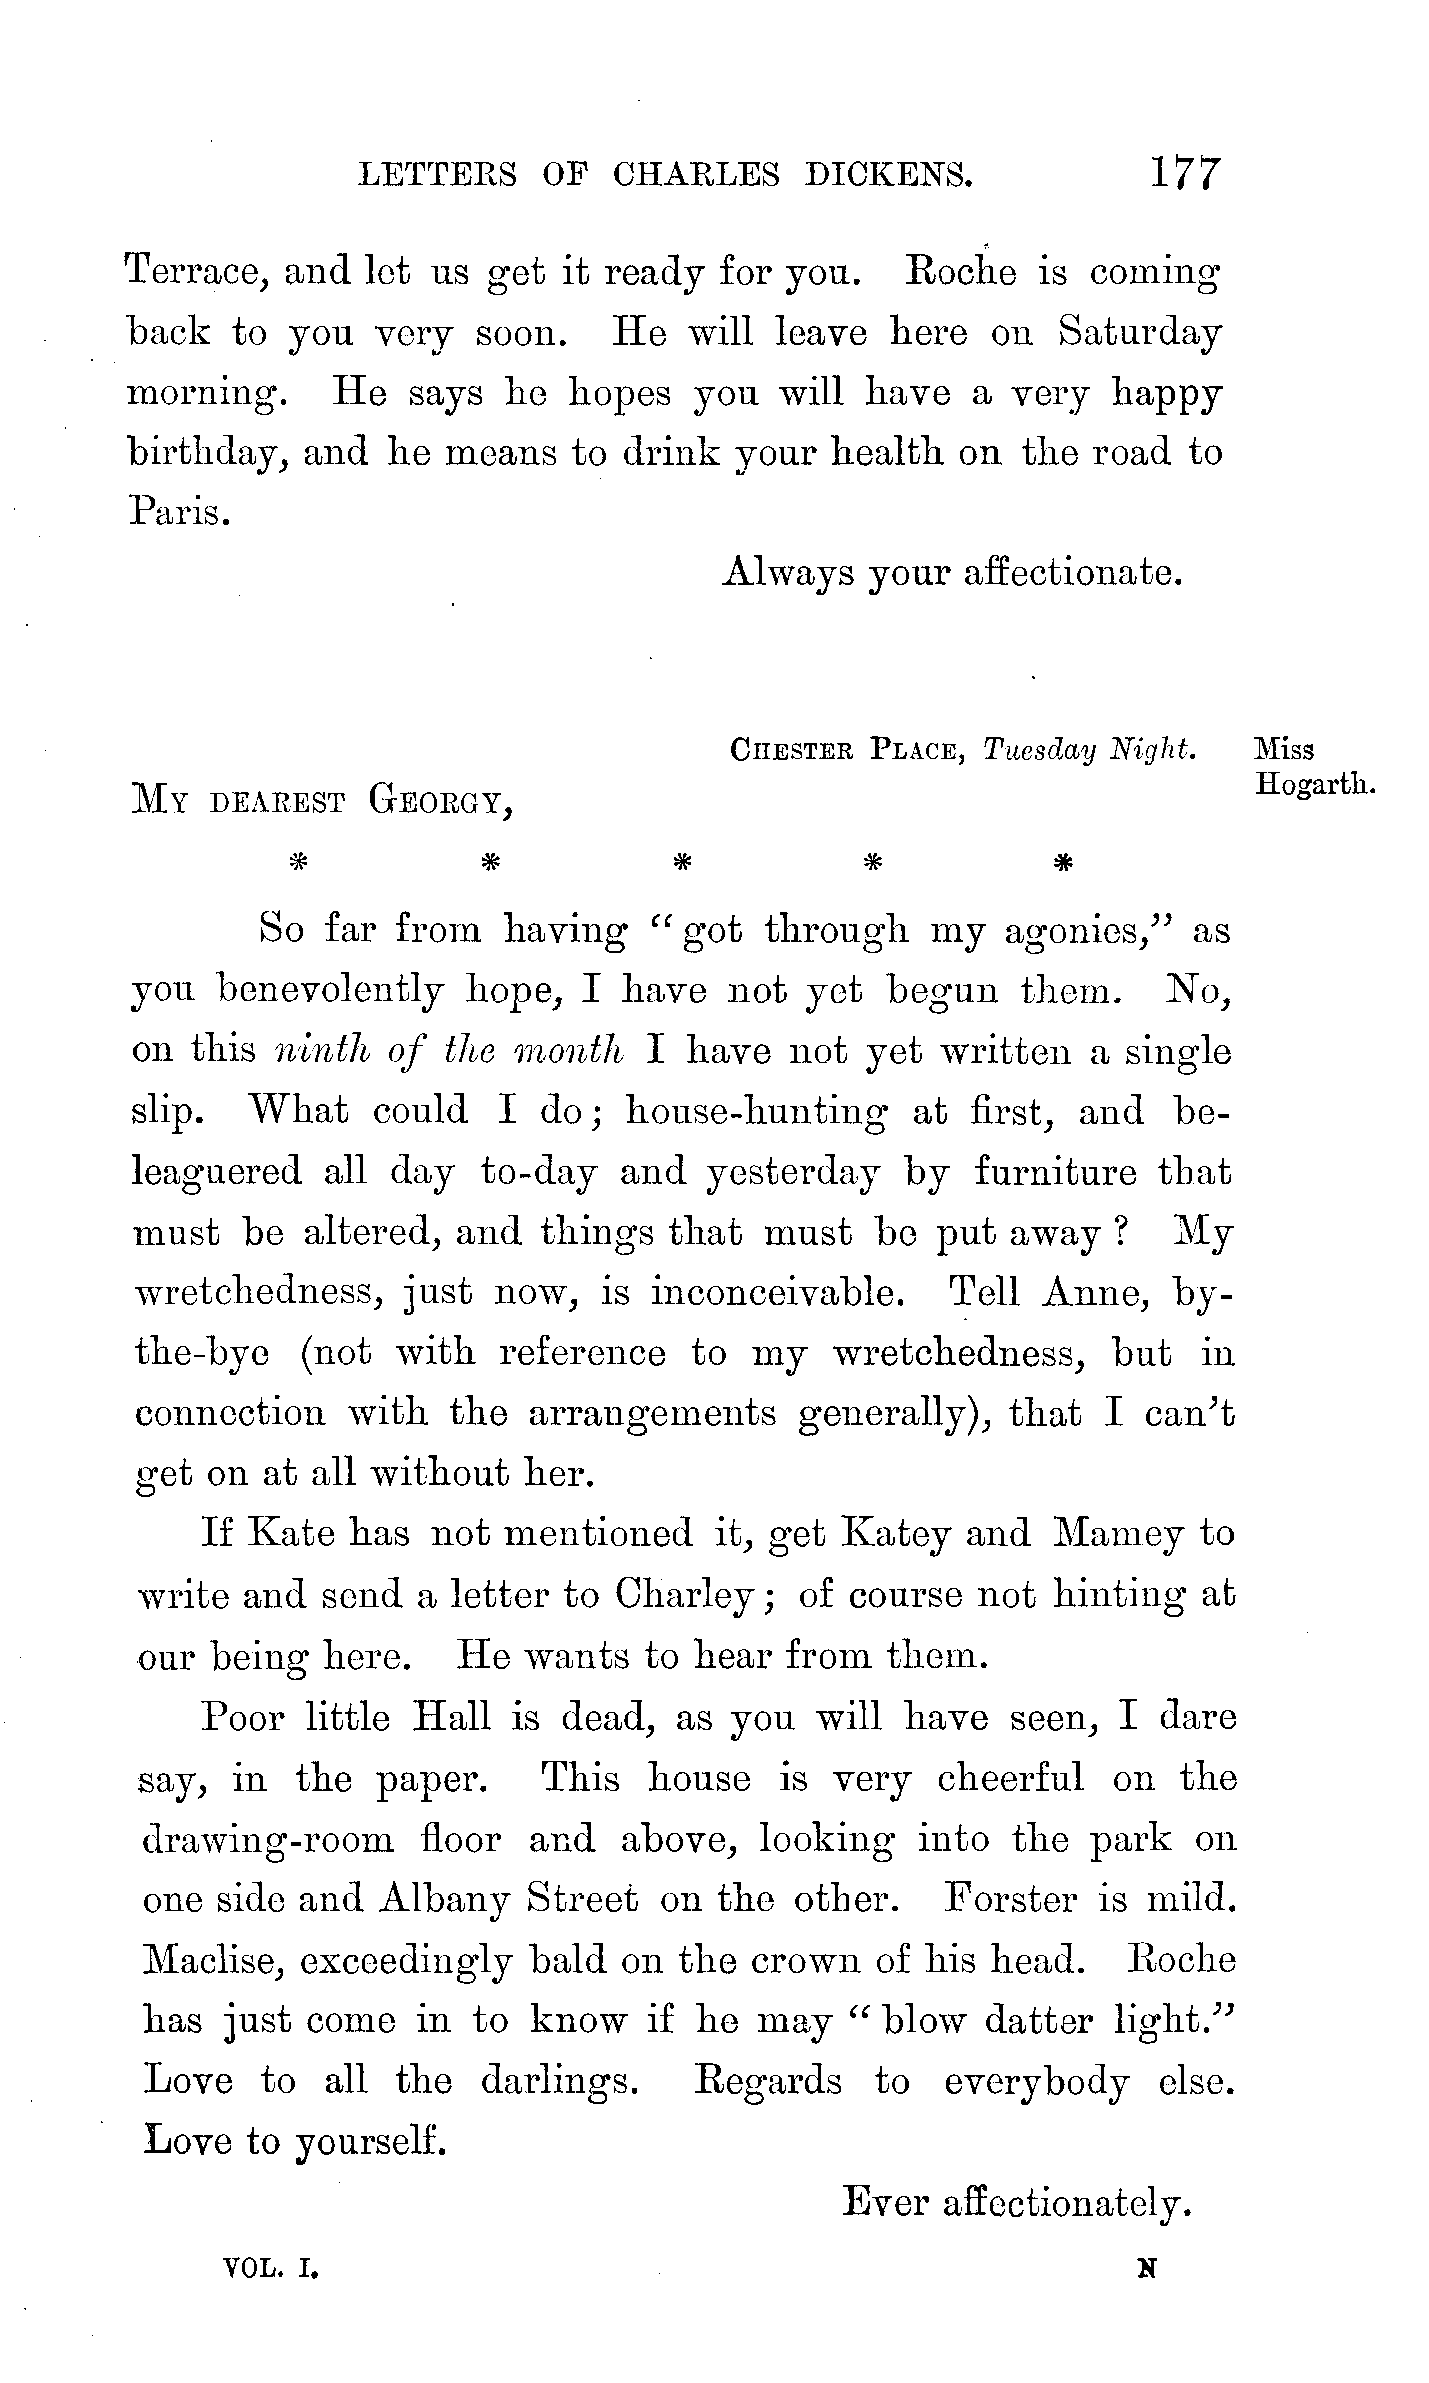 LETTERS OF CHARLES DICKENS. 177
Terrace, and let us get it ready for you. Roche is coming
back to you very soon. He will leave here on Saturday
morning. He says he hopes you will have a very happy
birthday, and he means to drink your health on the road to
Paris.
Always your affectionate.
CHESTER PLACE, Tuesday Night.
Miss
Hogarth.
MY DEAREST GEORGY,
* * * * *
So far from having “got through my agonies,” as
you benevolently hope, I have not yet begun them. No,
on this ninth of the month I have not yet written a single
slip. What could I do; house-hunting at first, and be-
leaguered all day to-day and yesterday by furniture that
must be altered, and things that must be put away? My
wretchedness, just now, is inconceivable. Tell Anne, by-
the-bye (not with reference to my wretchedness, but in
connection with the arrangements generally), that I can’t
get on at all without her.
If Kate has not mentioned it, get Katey and Mamey to
write and send a letter to Charley; of course not hinting at
our being here. He wants to hear from them.
Poor little Hall is dead, as you will have seen, I dare
say, in the paper. This house is very cheerful on the
drawing-room floor and above, looking into the park on
one side and Albany Street on the other. Forster is mild.
Maclise, exceedingly bald on the crown of his head. Roche
has just come in to know if he may “blow datter light.”
Love to all the darlings. Regards to everybody else.
Love to yourself.
Ever affectionately.
VOL. I. N